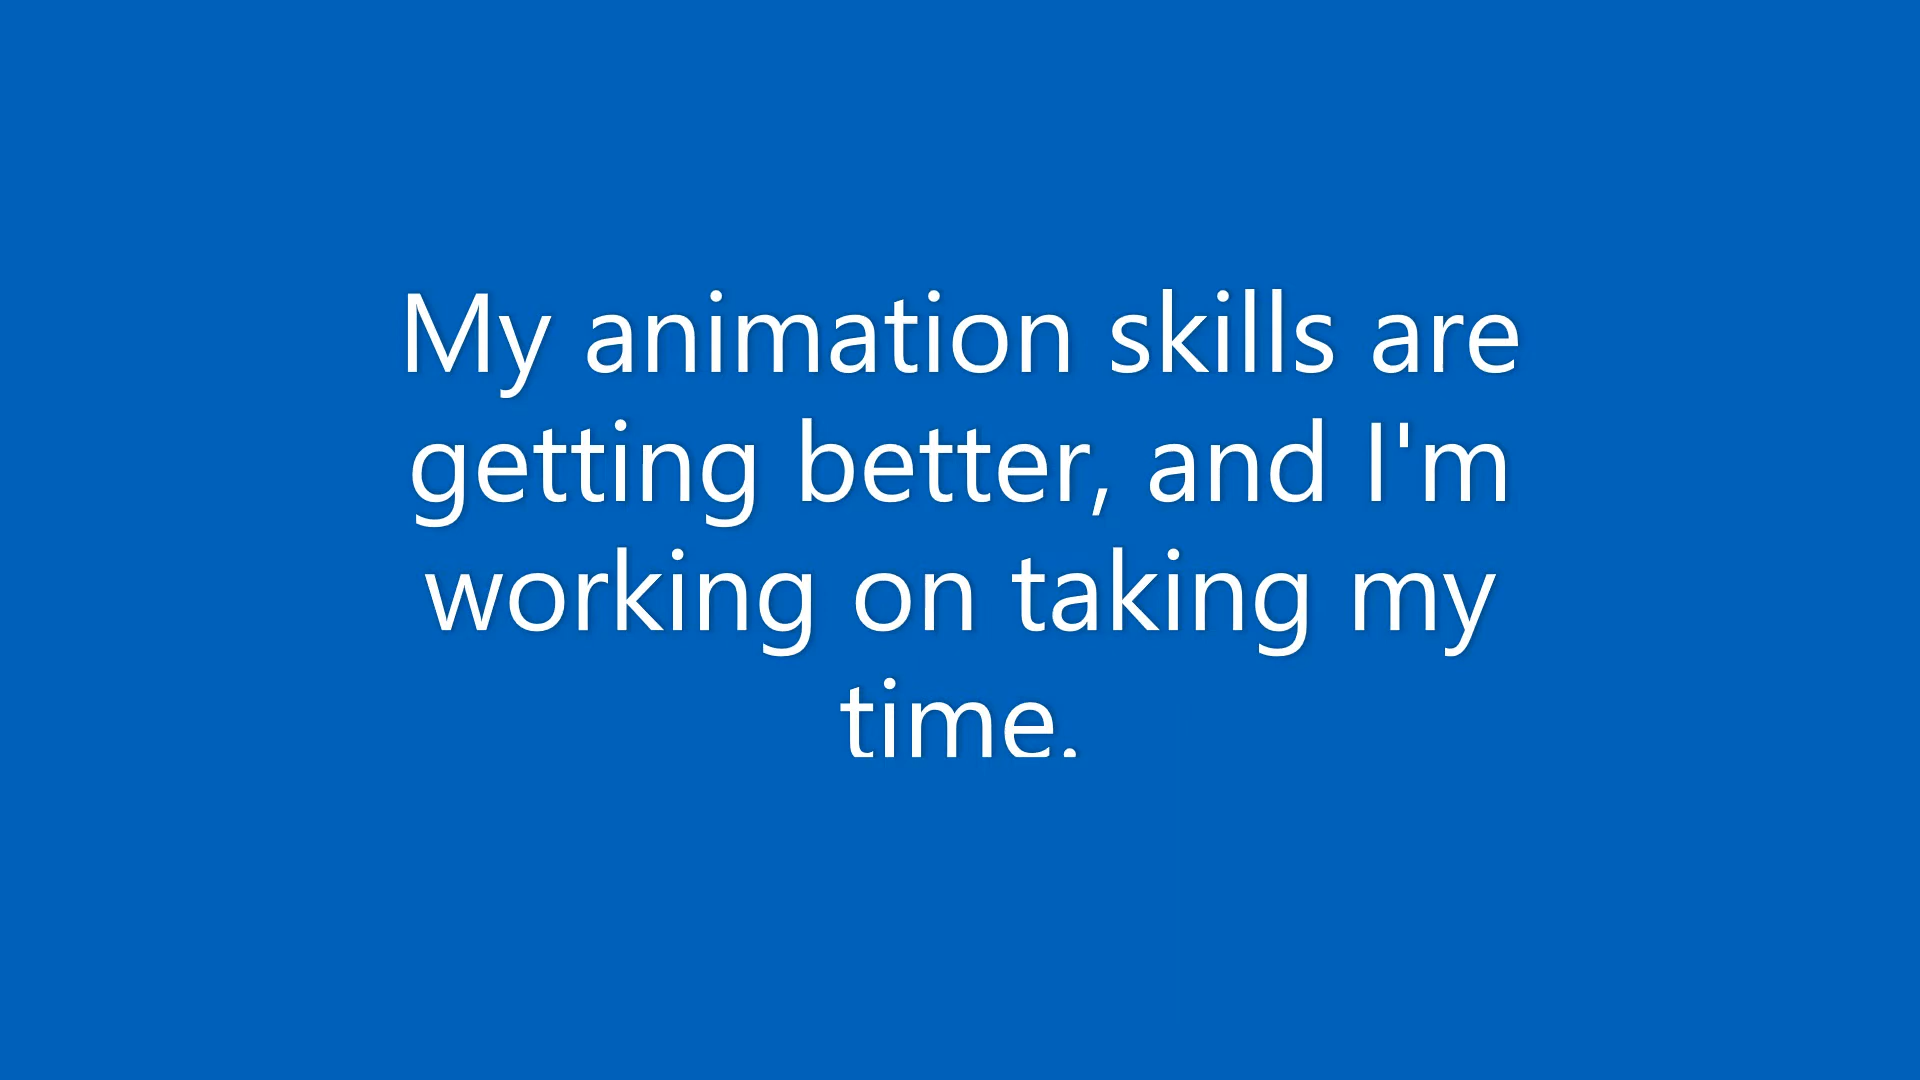 My animation skills are
getting better, and I'm
working on taking my
time.